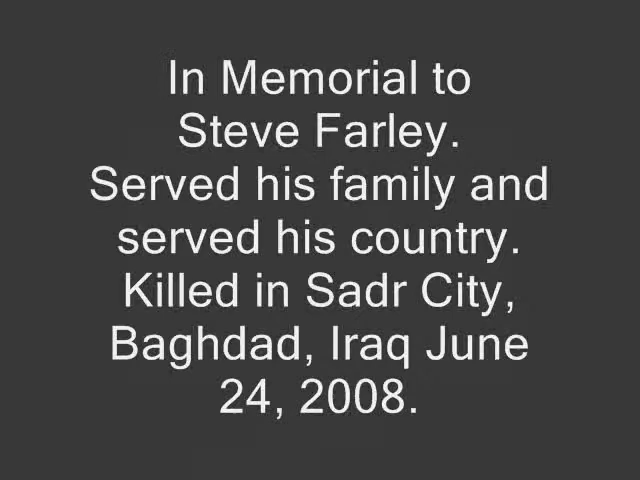 In Memorial to
Steve Farley.
Served his family and
served his country.
Killed in Sadr City,
Baghdad, Iraq June
24, 2008.